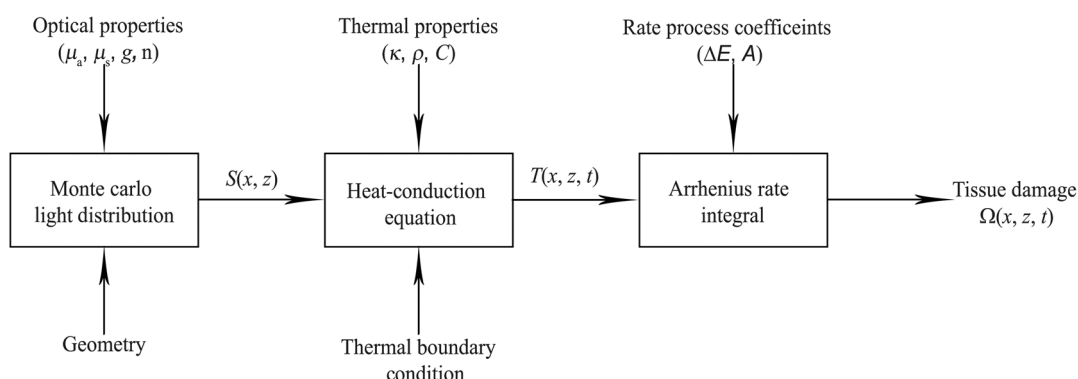 Optical properties
(μa, μs, g, n)
Thermal properties
(κ, ρ, C)
Rate process coefficeints
(ΔE, A)
Monte carlo
light distribution
S(x, z)
Heat-conduction
equation
T(x, z, t)
Arrhenius rate
integral
Tissue damage
Ω(x, z, t)
Geometry
Thermal boundary
condition